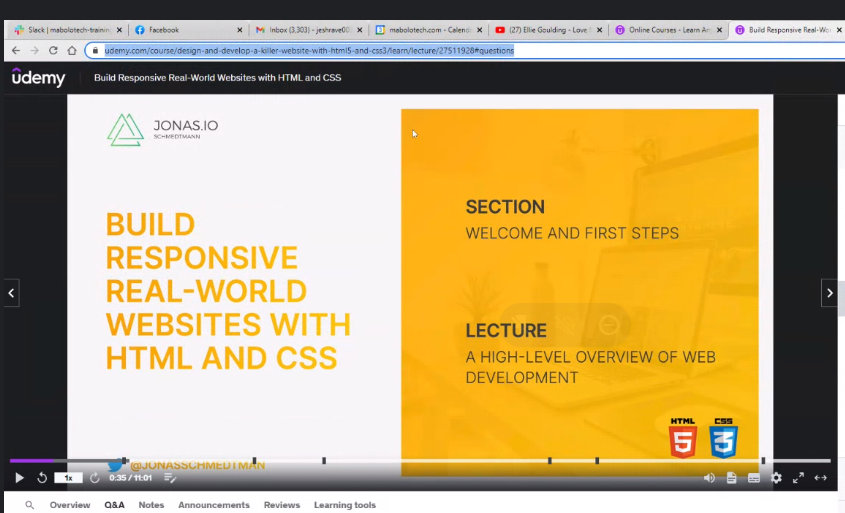 Slack | mabolotech-training
Facebook
Inbox (3,303) - jeshrave00
mabolotech.com - Calend
(27) Ellie Goulding - Love
Online Courses - Learn An
Build Responsive Real-Wo
udemy.com/course/design-and-develop-a-killer-website-with-html5-and-css3/learn/lecture/27511928#questions
udemy
Build Responsive Real-World Websites with HTML and CSS
JONAS.IO
SCHMEDTMANN
BUILD
RESPONSIVE
REAL-WORLD
WEBSITES WITH
HTML AND CSS
SECTION
WELCOME AND FIRST STEPS
LECTURE
A HIGH-LEVEL OVERVIEW OF WEB
DEVELOPMENT
HTML CSS
5 3
@JONASSCHMEDTMAN
1x
0:35 / 11:01
Overview Q&A Notes Announcements Reviews Learning tools